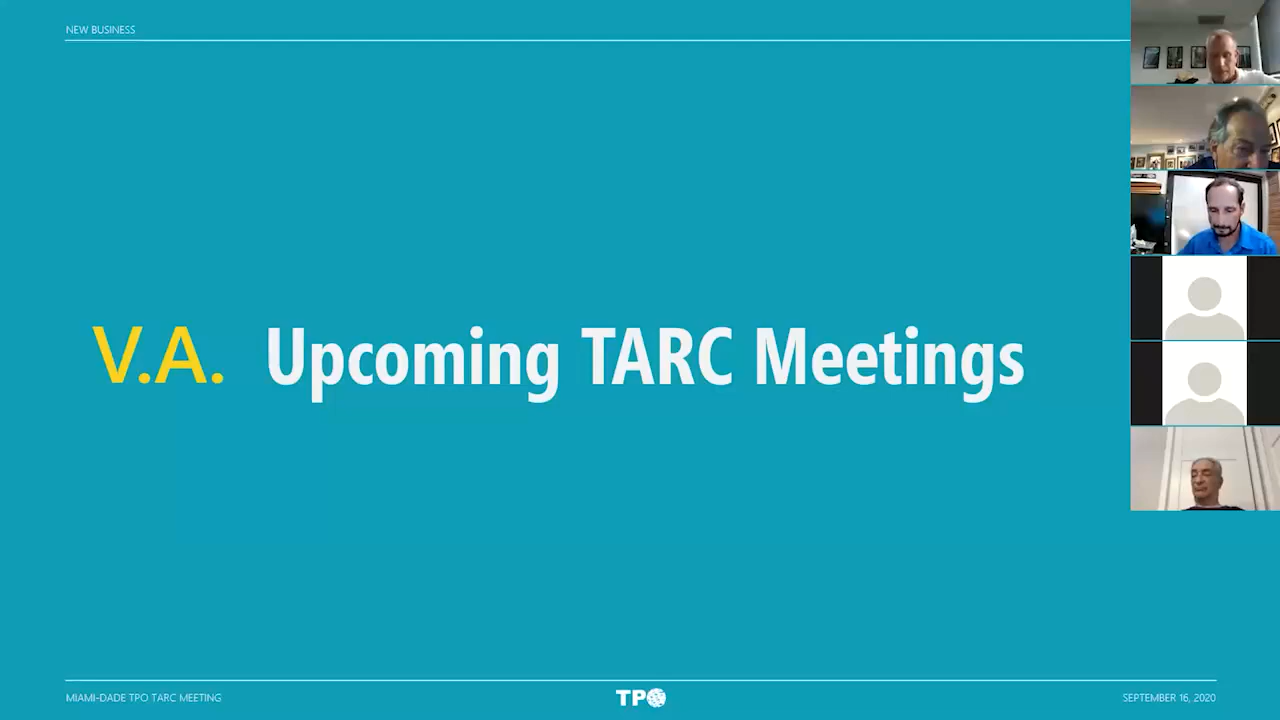 NEW BUSINESS
V.A. Upcoming TARC Meetings
MIAMI-DADE TPO TARC MEETING
TPO
SEPTEMBER 16, 2020